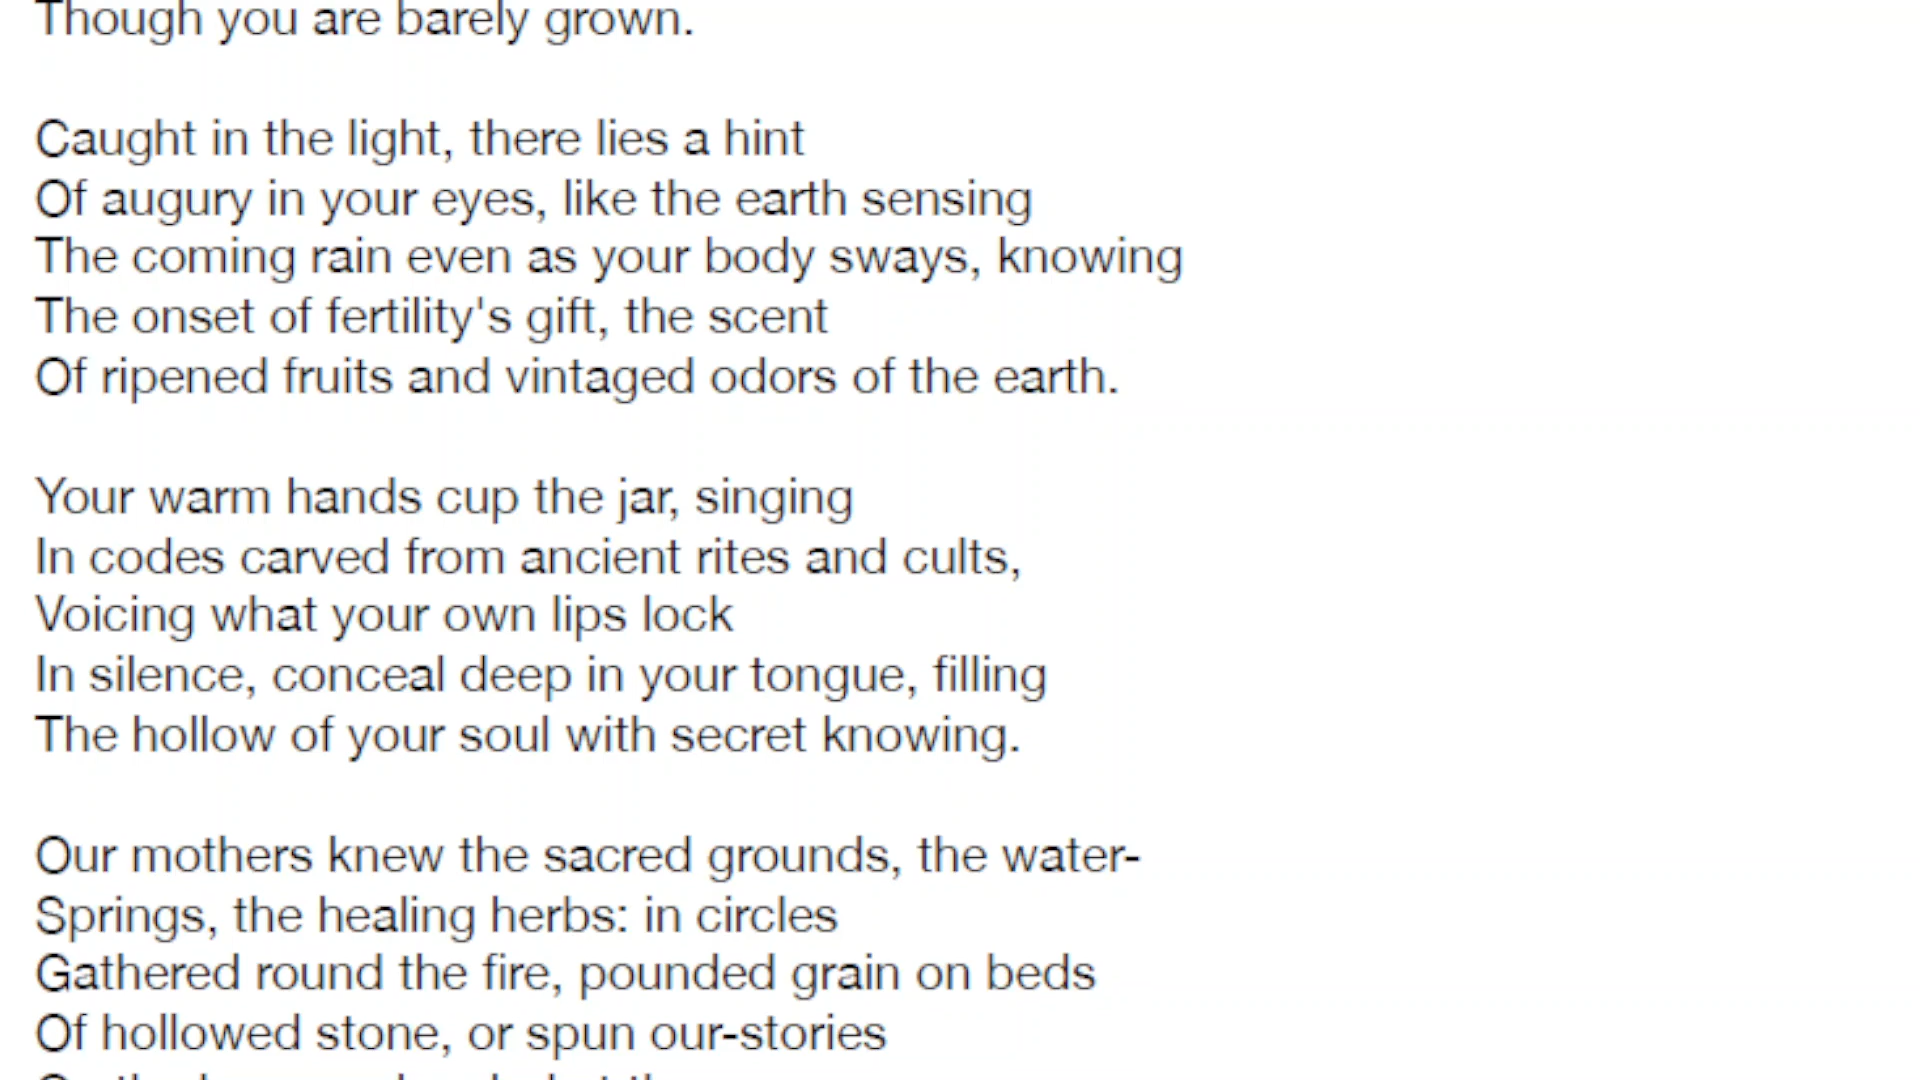 Though you are barely grown.
Caught in the light, there lies a hint
Of augury in your eyes, like the earth sensing
The coming rain even as your body sways, knowing
The onset of fertility's gift, the scent
Of ripened fruits and vintaged odors of the earth.
Your warm hands cup the jar, singing
In codes carved from ancient rites and cults,
Voicing what your own lips lock
In silence, conceal deep in your tongue, filling
The hollow of your soul with secret knowing.
Our mothers knew the sacred grounds, the water-
Springs, the healing herbs: in circles
Gathered round the fire, pounded grain on beds
Of hollowed stone, or spun our-stories